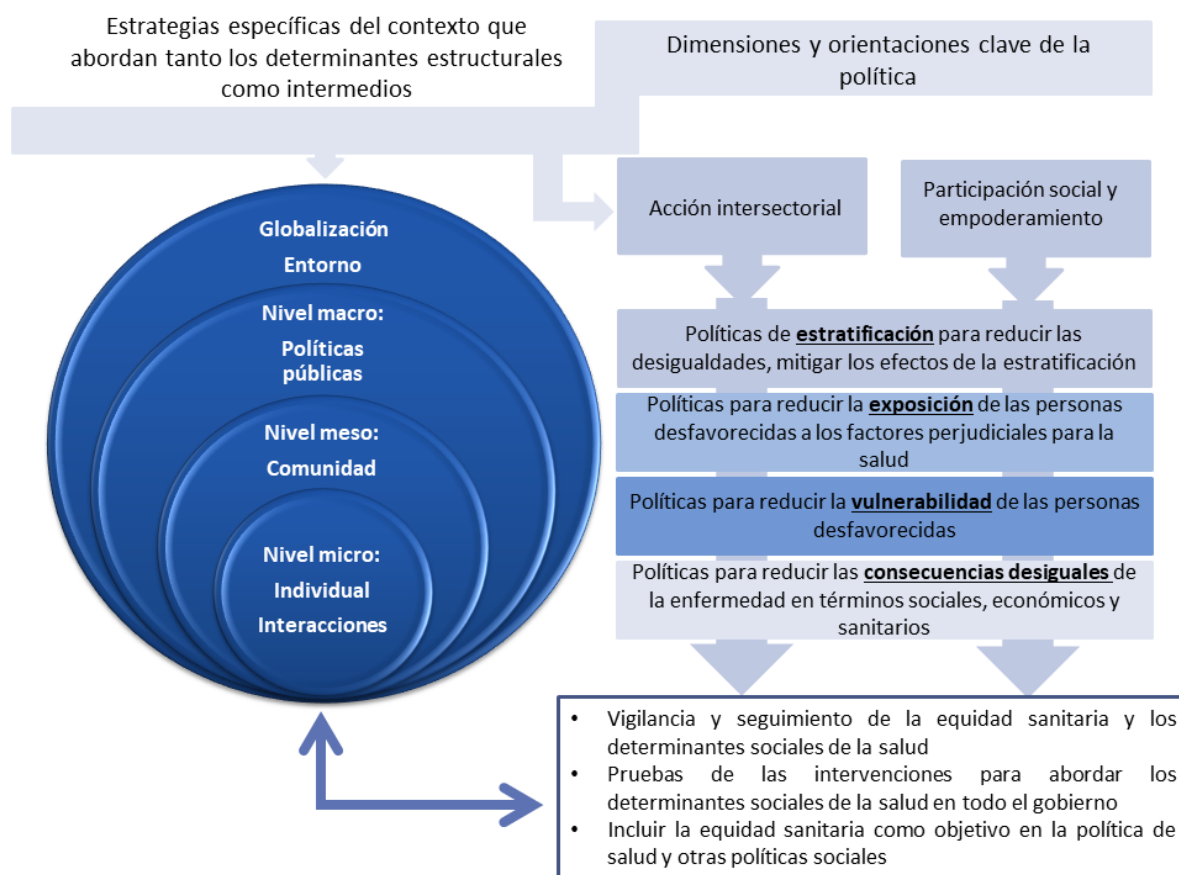 Estrategias específicas del contexto que
abordan tanto los determinantes estructurales
como intermedios
Dimensiones y orientaciones clave de la
política
Globalización
Entorno
Nivel macro:
Políticas
públicas
Nivel meso:
Comunidad
Nivel micro:
Individual
Interacciones
Acción intersectorial
Participación social y
empoderamiento
Políticas de estratificación para reducir las
desigualdades, mitigar los efectos de la estratificación
Políticas para reducir la exposición de las personas
desfavorecidas a los factores perjudiciales para la
salud
Políticas para reducir la vulnerabilidad de las personas
desfavorecidas
Políticas para reducir las consecuencias desiguales de
la enfermedad en términos sociales, económicos y
sanitarios
• Vigilancia y seguimiento de la equidad sanitaria y los
determinantes sociales de la salud
• Pruebas de las intervenciones para abordar los
determinantes sociales de la salud en todo el gobierno
• Incluir la equidad sanitaria como objetivo en la política de
salud y otras políticas sociales